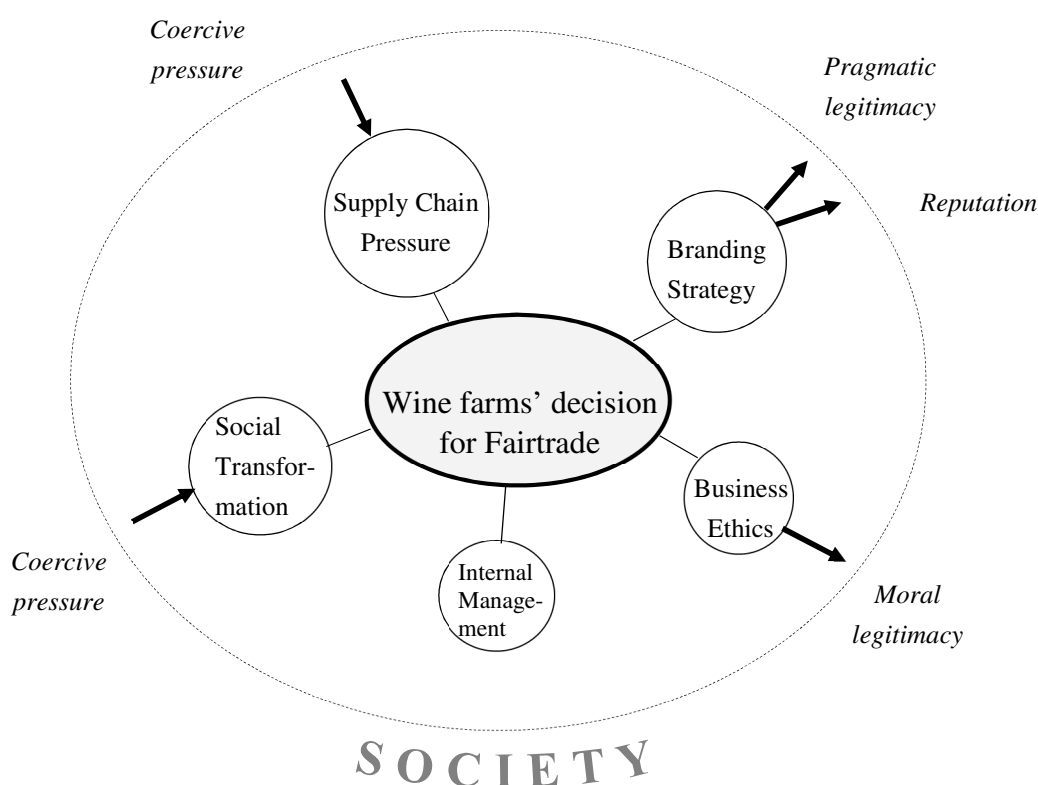 Coercive
pressure
Pragmatic
legitimacy
Supply Chain
Pressure
Reputation
Branding
Strategy
Wine farms’ decision
for Fairtrade
Social
Transfor-
mation
Business
Ethics
Coercive
pressure
Internal
Manage-
ment
Moral
legitimacy
SOCIETY